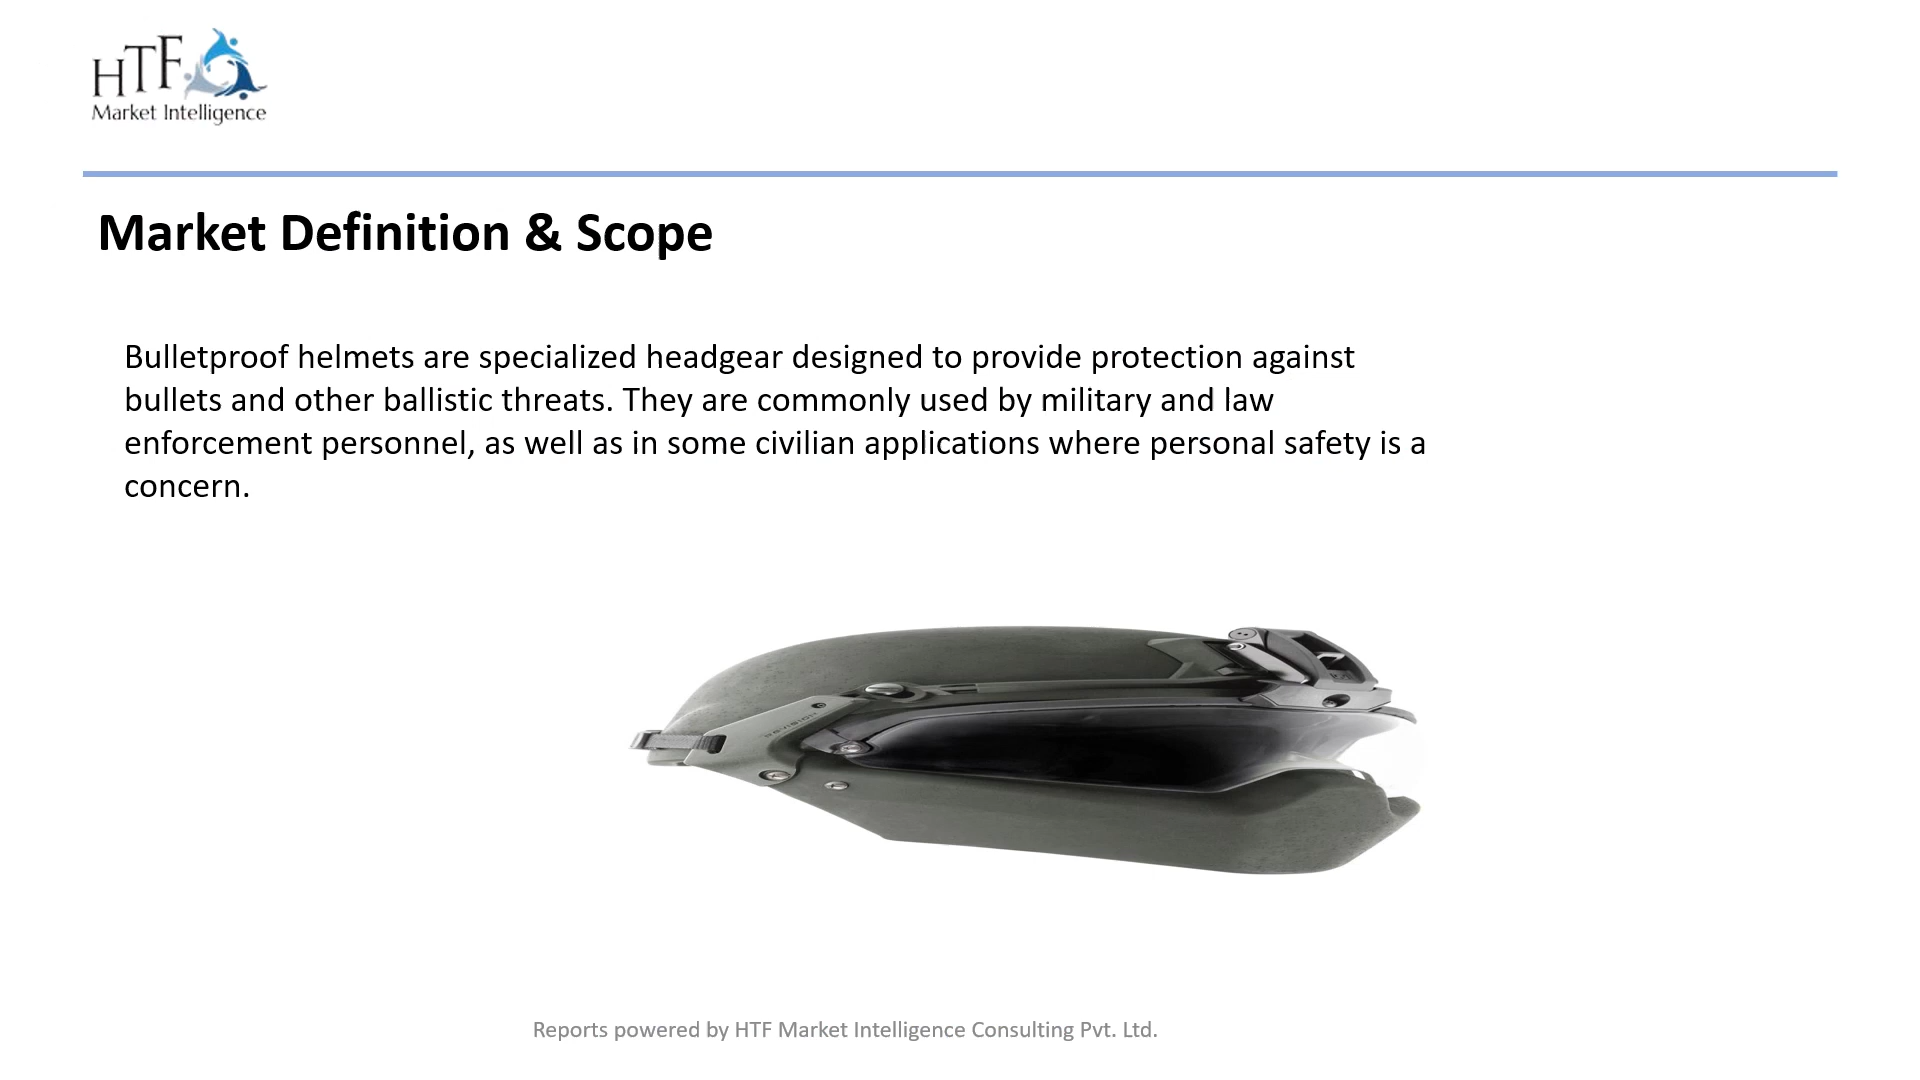 HTF
Market Intelligence
Market Definition & Scope
Bulletproof helmets are specialized headgear designed to provide protection against
bullets and other ballistic threats. They are commonly used by military and law
enforcement personnel, as well as in some civilian applications where personal safety is a
concern.
REVISION
Reports powered by HTF Market Intelligence Consulting Pvt. Ltd.